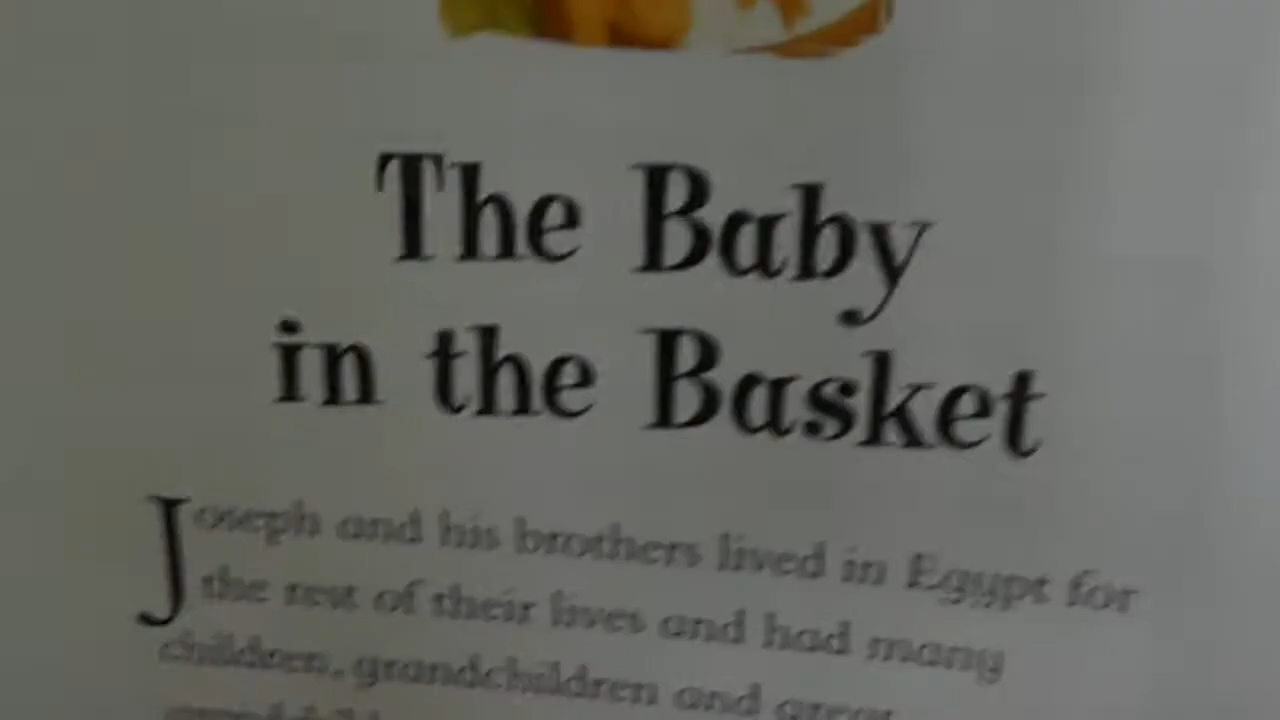 The Baby
in the Basket
Joseph and his brothers lived in Egypt for
the rest of their lives and had many
children, grandchildren and great